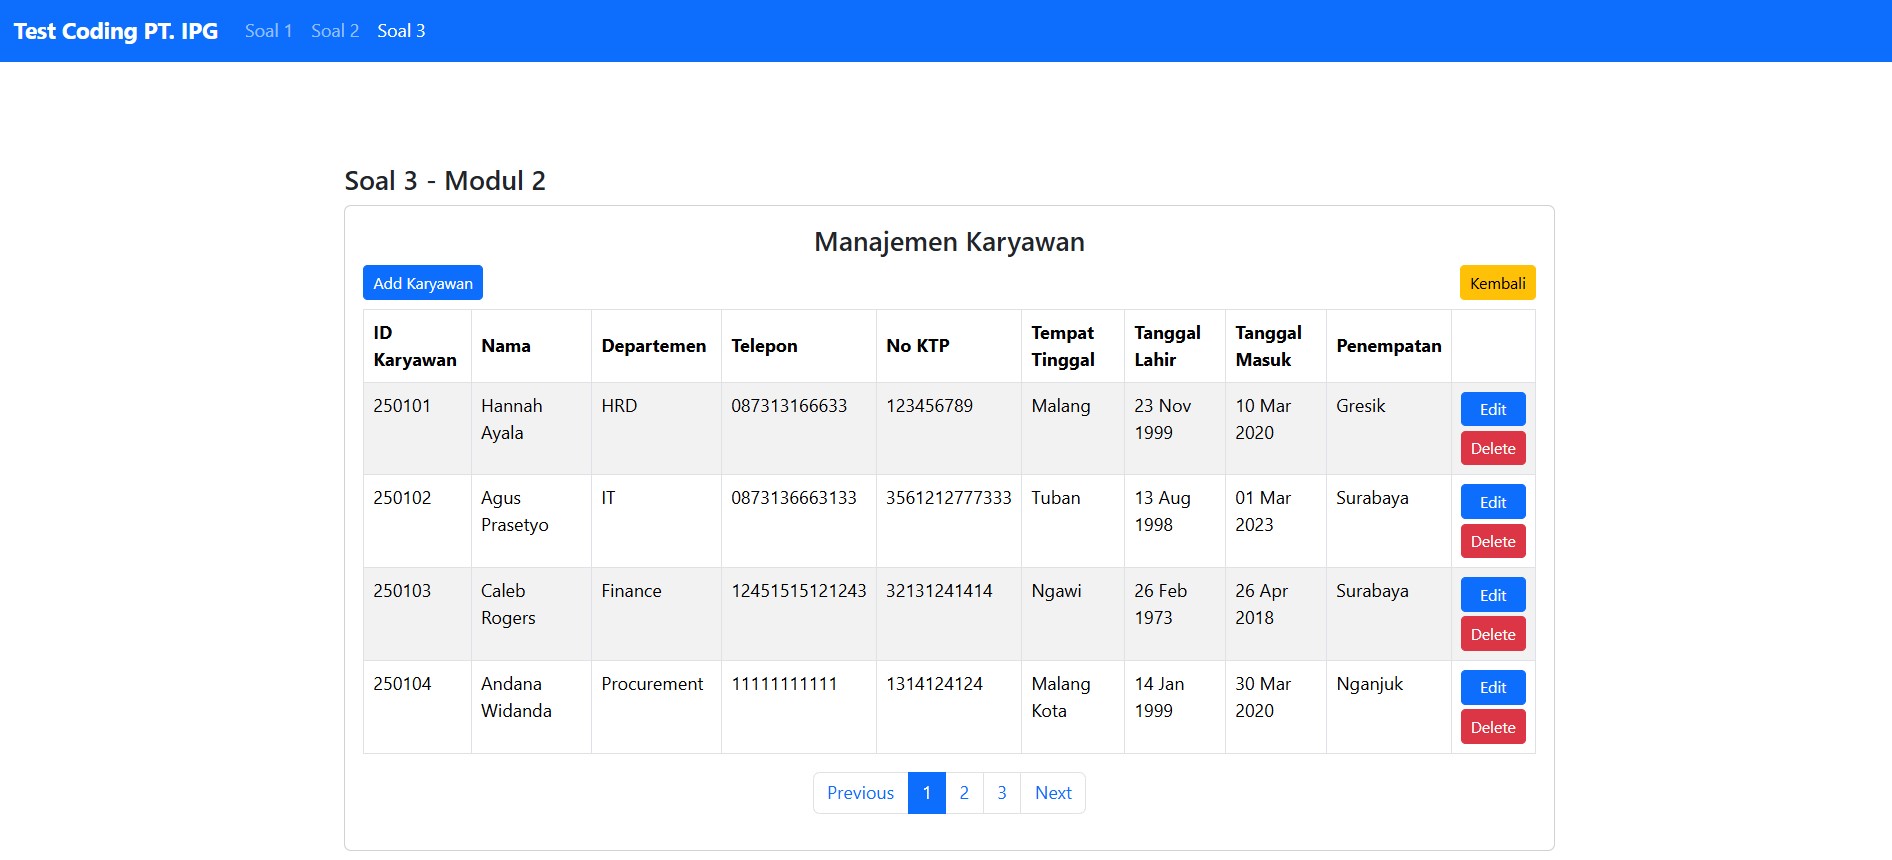 Test Coding PT. IPG Soal 1 Soal 2 Soal 3
Soal 3 - Modul 2
Manajemen Karyawan
Add Karyawan Kembali
ID Karyawan Nama Departemen Telepon No KTP Tempat Tinggal Tanggal Lahir Tanggal Masuk Penempatan
250101 Hannah Ayala HRD 087313166633 123456789 Malang 23 Nov 1999 10 Mar 2020 Gresik Edit Delete
250102 Agus Prasetyo IT 0873136663133 3561212777333 Tuban 13 Aug 1998 01 Mar 2023 Surabaya Edit Delete
250103 Caleb Rogers Finance 12451515121243 32131241414 Ngawi 26 Feb 1973 26 Apr 2018 Surabaya Edit Delete
250104 Andana Widanda Procurement 11111111111 1314124124 Malang Kota 14 Jan 1999 30 Mar 2020 Nganjuk Edit Delete
Previous 1 2 3 Next